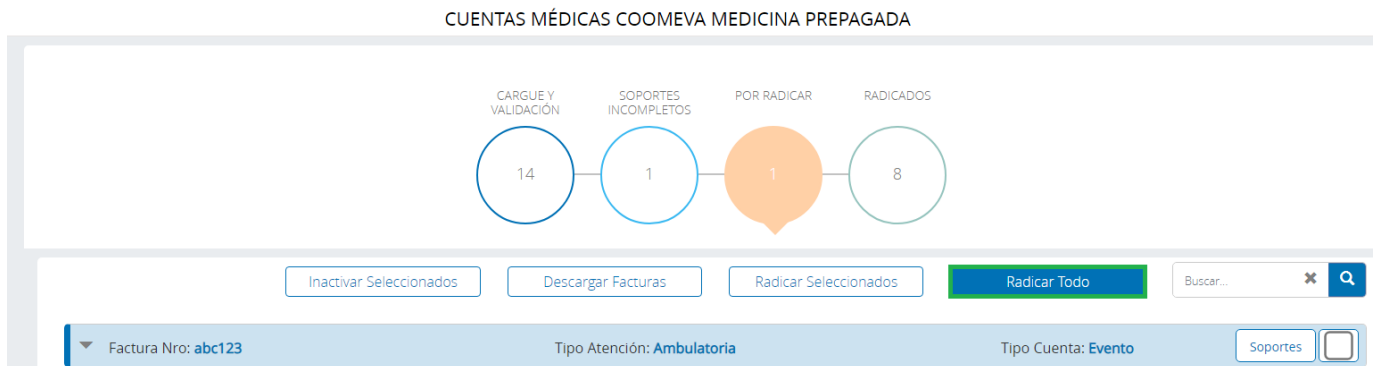 CUENTAS MÉDICAS COOMEVA MEDICINA PREPAGADA
CARGUE Y
VALIDACIÓN
SOPORTES
INCOMPLETOS
POR RADICAR
RADICADOS
14
1
1
8
Inactivar Seleccionados
Descargar Facturas
Radicar Seleccionados
Radicar Todo
Buscar...
Factura Nro: abc123
Tipo Atención: Ambulatoria
Tipo Cuenta: Evento
Soportes